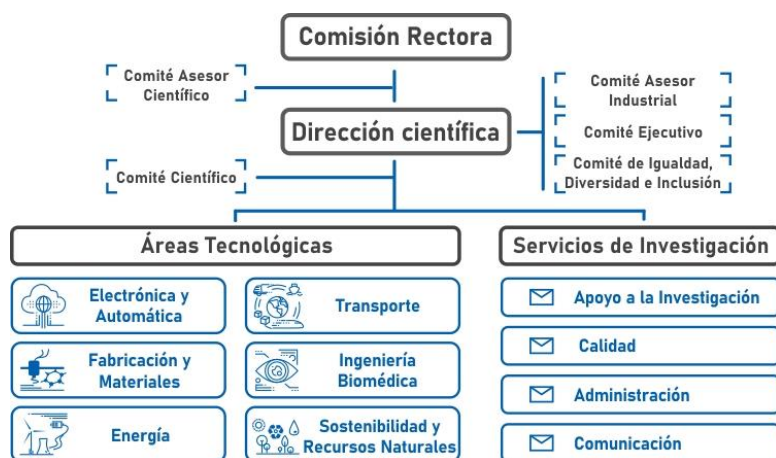 Comisión Rectora
Comité Asesor
Científico
Comité Asesor
Industrial
Dirección científica
Comité Ejecutivo
Comité Científico
Comité de Igualdad,
Diversidad e Inclusión
Áreas Tecnológicas
Servicios de Investigación
Electrónica y
Automática
Transporte
Fabricación y
Materiales
Ingeniería
Biomédica
Energía
Sostenibilidad y
Recursos Naturales
Apoyo a la Investigación
Calidad
Administración
Comunicación